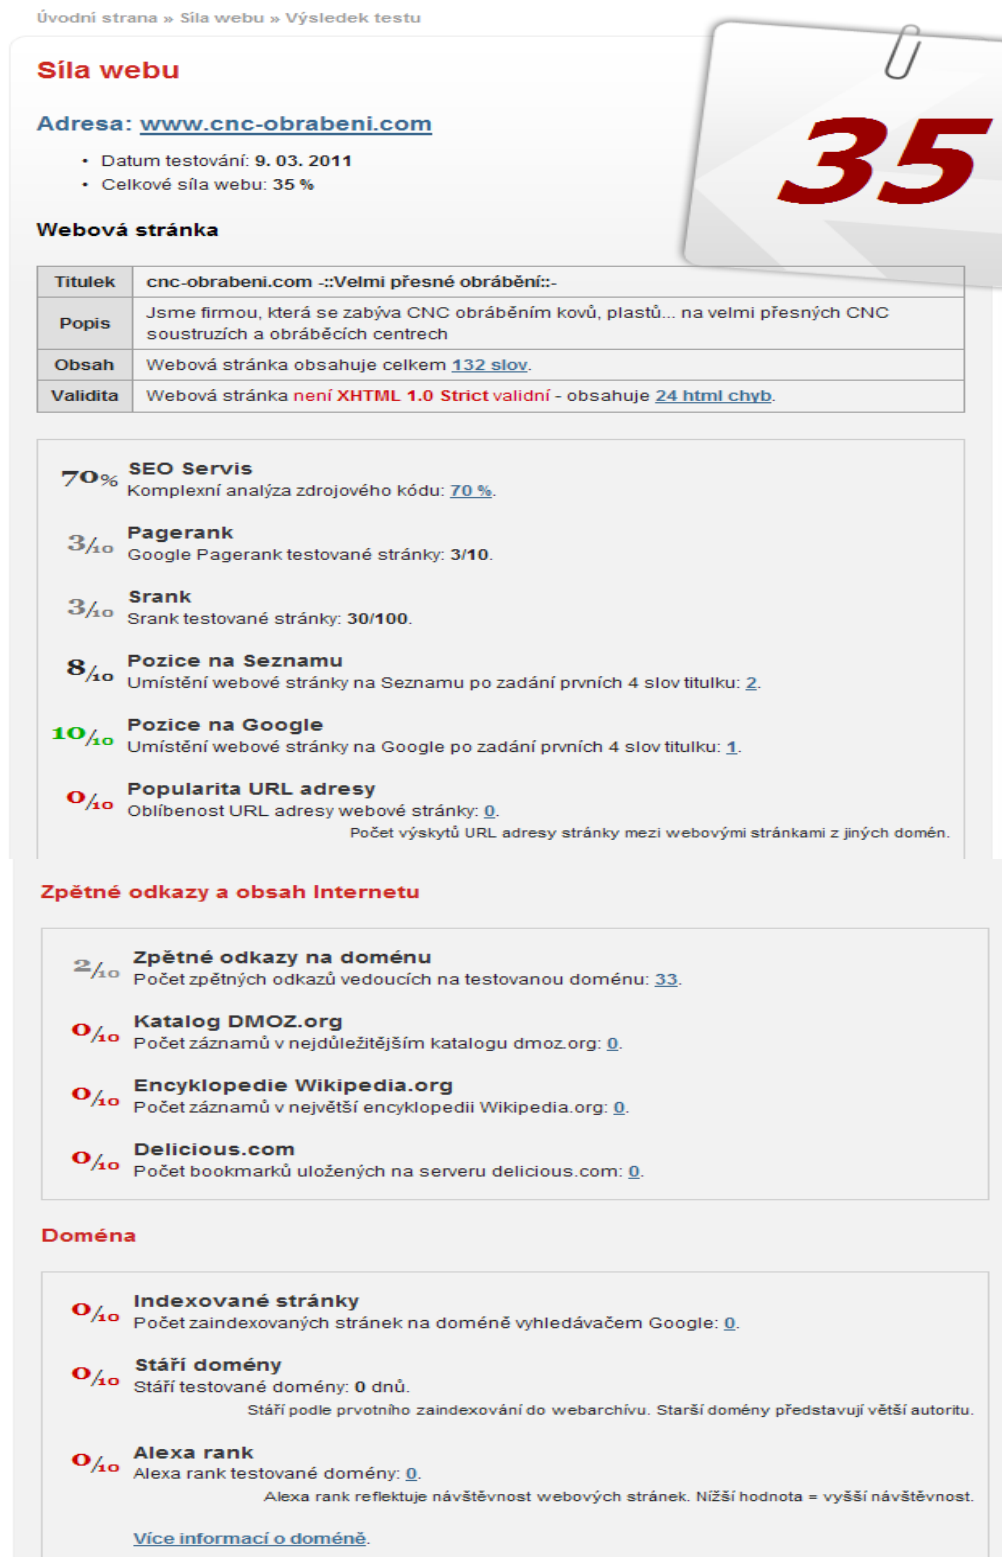 Úvodní strana » Síla webu » Výsledek testu
Síla webu
35
Adresa: www.cnc-obrabeni.com
• Datum testování: 9. 03. 2011
• Celkové síla webu: 35 %
Webová stránka
Titulek cnc-obrabeni.com -::Velmi přesné obrábění::-
Popis Jsme firmou, která se zabýva CNC obráběním kovů, plastů... na velmi přesných CNC
soustruzích a obráběcích centrech
Obsah Webová stránka obsahuje celkem 132 slov.
Validita Webová stránka není XHTML 1.0 Strict validní - obsahuje 24 html chyb.
70% SEO Servis
Komplexní analýza zdrojového kódu: 70 %.
3/10 Pagerank
Google Pagerank testované stránky: 3/10.
3/10 Srank
Srank testované stránky: 30/100.
8/10 Pozice na Seznamu
Umístění webové stránky na Seznamu po zadání prvních 4 slov titulku: 2.
10/10 Pozice na Google
Umístění webové stránky na Google po zadání prvních 4 slov titulku: 1.
0/10 Popularita URL adresy
Oblíbenost URL adresy webové stránky: 0.
Počet výskytů URL adresy stránky mezi webovými stránkami z jiných domén.
Zpětné odkazy a obsah Internetu
2/10 Zpětné odkazy na doménu
Počet zpětných odkazů vedoucích na testovanou doménu: 33.
0/10 Katalog DMOZ.org
Počet záznamů v nejdůležitějším katalogu dmoz.org: 0.
0/10 Encyklopedie Wikipedia.org
Počet záznamů v největší encyklopedii Wikipedia.org: 0.
0/10 Delicious.com
Počet bookmarků uložených na serveru delicious.com: 0.
Doména
0/10 Indexované stránky
Počet zaindexovaných stránek na doméně vyhledávačem Google: 0.
0/10 Stáří domény
Stáří testované domény: 0 dnů.
Stáří podle prvotního zaindexování do webarchívu. Starší domény představují větší autoritu.
0/10 Alexa rank
Alexa rank testované domény: 0.
Alexa rank reflektuje návštěvnost webových stránek. Nížší hodnota = vyšší návštěvnost.
Více informací o doméně.